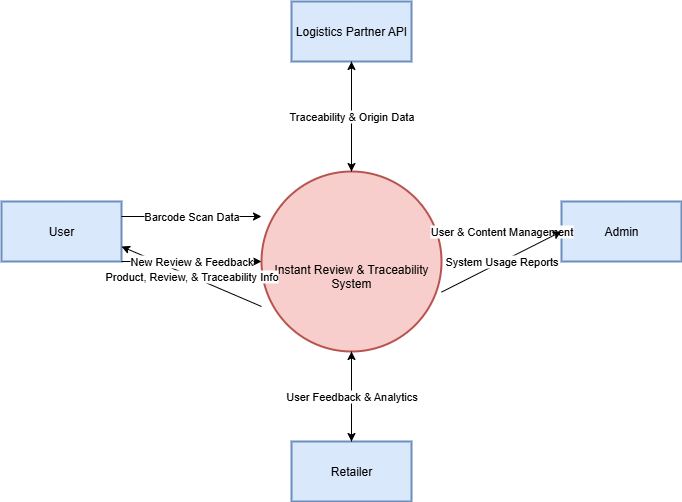 Logistics Partner API
Traceability & Origin Data
User
Barcode Scan Data
New Review & Feedback
Product, Review, & Traceability Info
Instant Review & Traceability
System
User & Content Management
System Usage Reports
Admin
User Feedback & Analytics
Retailer